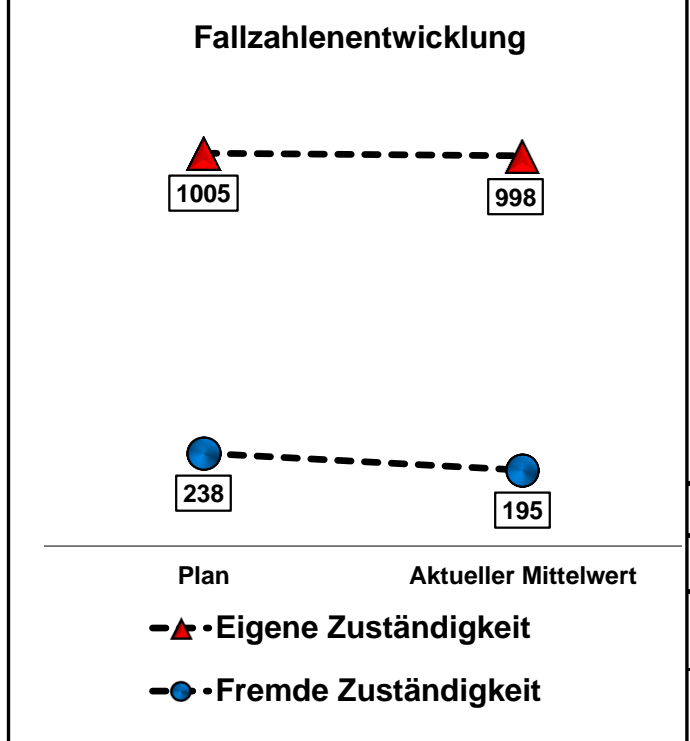 Fallzahlenentwicklung
1005
998
238
195
Plan Aktueller Mittelwert
Eigene Zuständigkeit
Fremde Zuständigkeit